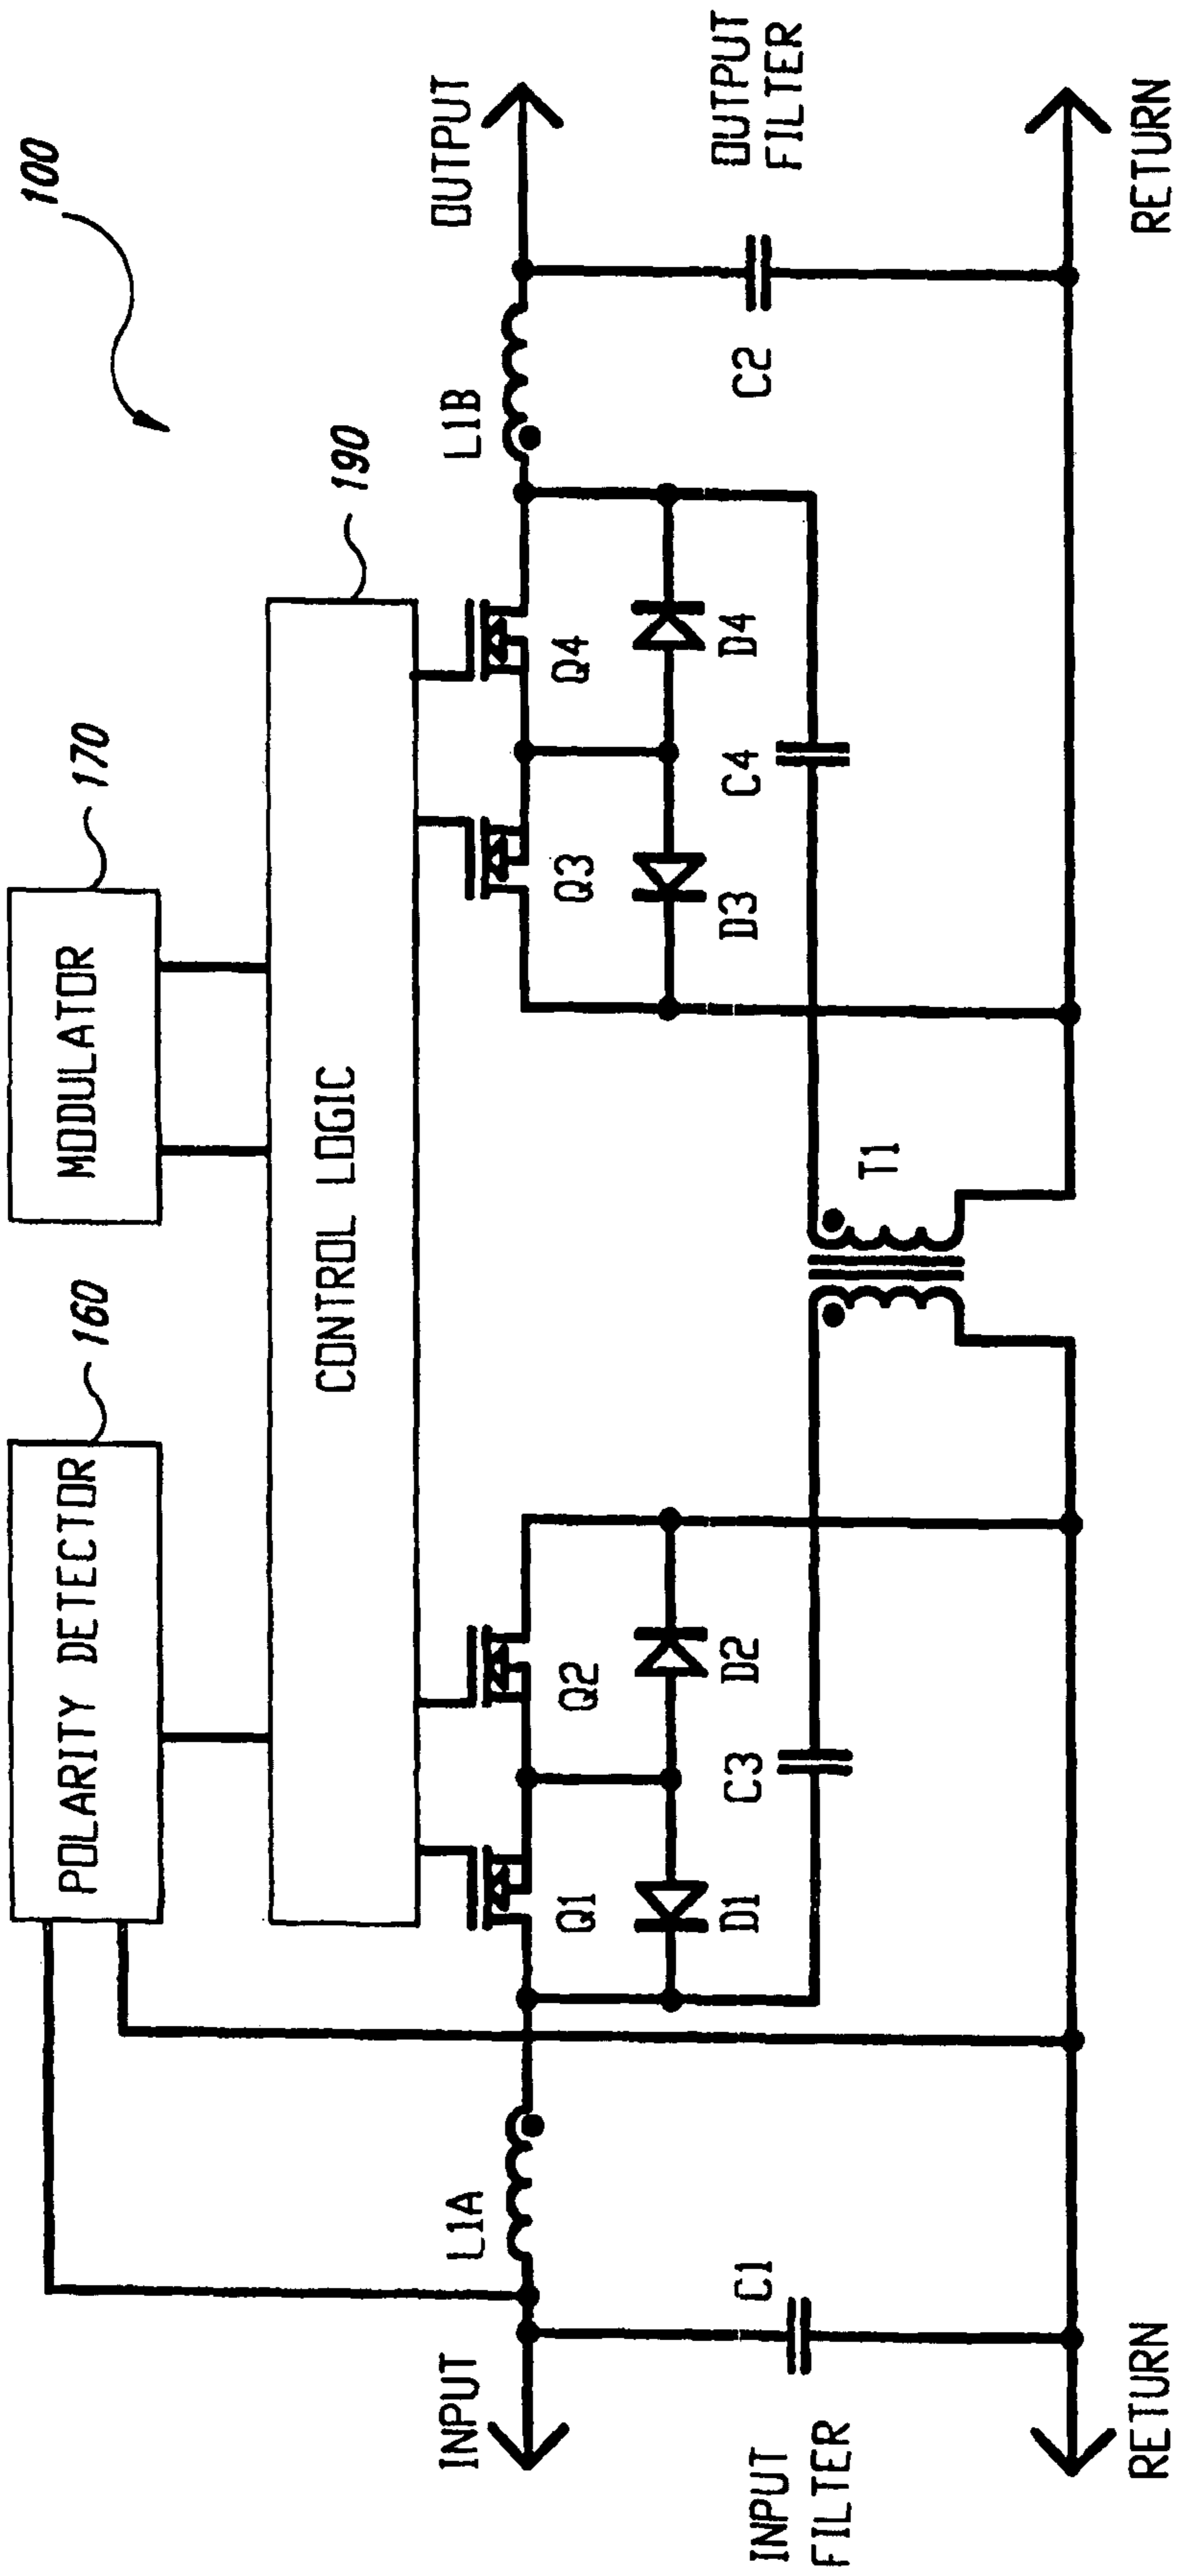 100
POLARITY DETECTOR
160
MODULATOR
170
CONTROL LOGIC
190
INPUT
L1A
Q1
Q2
Q3
Q4
L1B
OUTPUT
D1
D2
D3
D4
INPUT
FILTER
C1
C3
C4
C2
OUTPUT
FILTER
T1
RETURN
RETURN